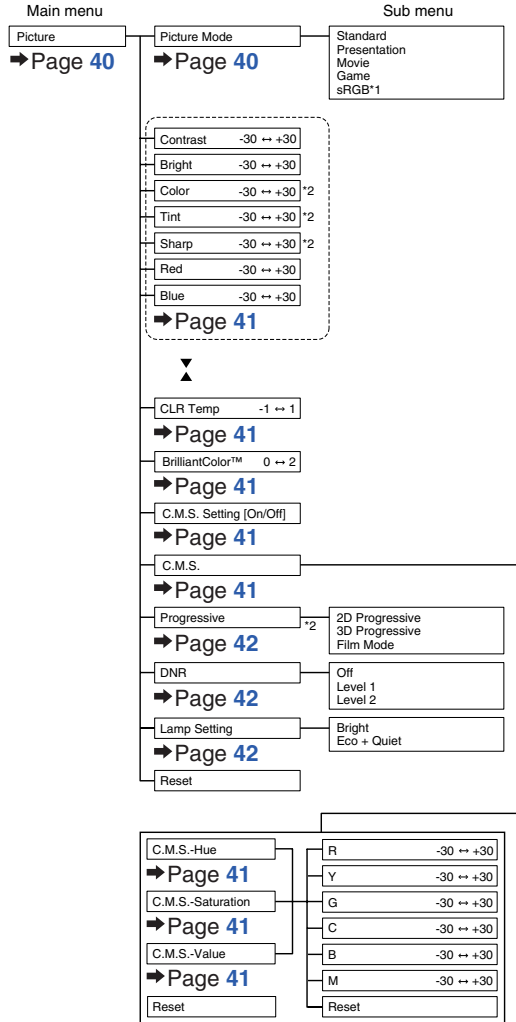 Main menu
Sub menu
Picture
➡Page 40
Picture Mode
➡Page 40
Standard
Presentation
Movie
Game
sRGB*1
Contrast -30 ↔ +30
Bright -30 ↔ +30
Color -30 ↔ +30 *2
Tint -30 ↔ +30 *2
Sharp -30 ↔ +30 *2
Red -30 ↔ +30
Blue -30 ↔ +30
➡Page 41
CLR Temp -1 ↔ 1
➡Page 41
BrilliantColor™ 0 ↔ 2
➡Page 41
C.M.S. Setting [On/Off]
➡Page 41
C.M.S.
➡Page 41
Progressive *2
➡Page 42
2D Progressive
3D Progressive
Film Mode
DNR
➡Page 42
Off
Level 1
Level 2
Lamp Setting
➡Page 42
Bright
Eco + Quiet
Reset
C.M.S.-Hue
➡Page 41
C.M.S.-Saturation
➡Page 41
C.M.S.-Value
➡Page 41
Reset
R -30 ↔ +30
Y -30 ↔ +30
G -30 ↔ +30
C -30 ↔ +30
B -30 ↔ +30
M -30 ↔ +30
Reset